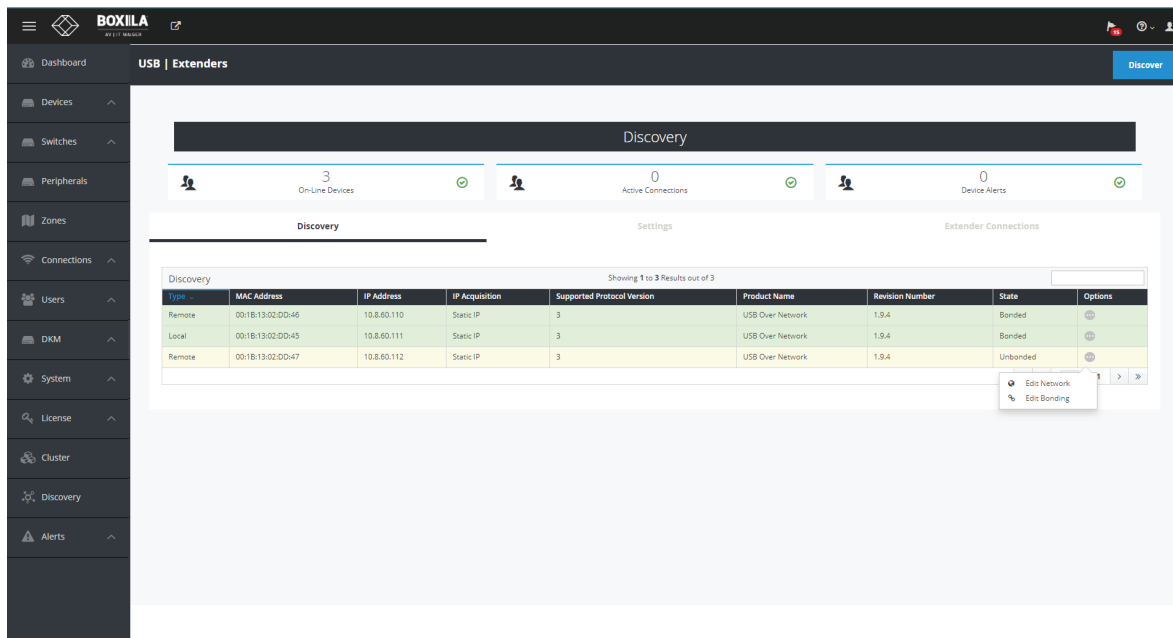 BOXILLA
AV | IT MANAGER
15
Dashboard
USB | Extenders
Discover
Devices
Switches
Peripherals
Zones
Connections
Users
DKM
System
License
Cluster
Discovery
Alerts
Discovery
3
On-Line Devices
0
Active Connections
0
Device Alerts
Discovery Settings Extender Connections
Discovery Showing 1 to 3 Results out of 3
Type MAC Address IP Address IP Acquisition Supported Protocol Version Product Name Revision Number State Options
Remote 00:1B:13:02:DD:46 10.8.60.110 Static IP 3 USB Over Network 1.9.4 Bonded
Local 00:1B:13:02:DD:45 10.8.60.111 Static IP 3 USB Over Network 1.9.4 Bonded
Remote 00:1B:13:02:DD:47 10.8.60.112 Static IP 3 USB Over Network 1.9.4 Unbonded
1 > »
Edit Network
Edit Bonding